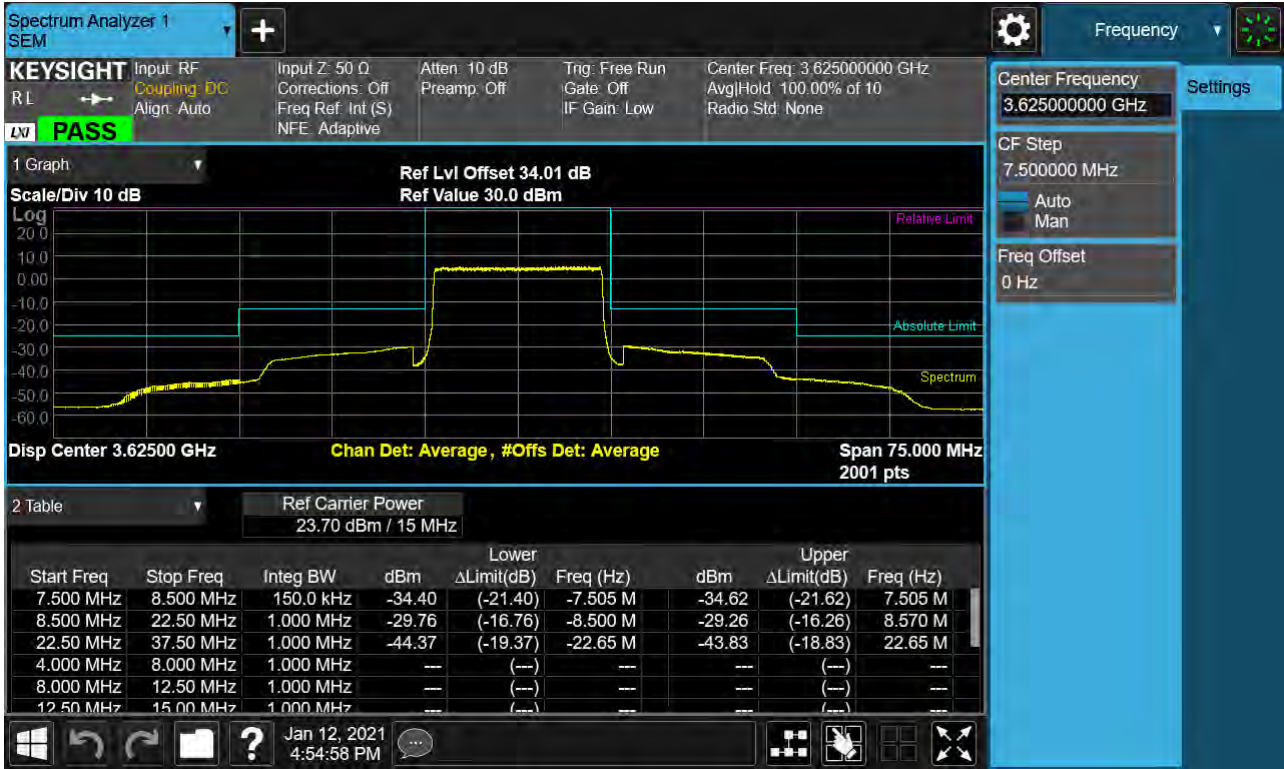 Spectrum Analyzer 1
SEM
+
Frequency
KEYSIGHT
RL
LXI
PASS
Input: RF
Coupling: DC
Align: Auto
Input Z: 50 Ω
Corrections: Off
Freq Ref: Int (S)
NFE: Adaptive
Atten: 10 dB
Preamp: Off
Trig: Free Run
Gate: Off
IF Gain: Low
Center Freq: 3.625000000 GHz
Avg|Hold: 100.00% of 10
Radio Std: None
Center Frequency
3.625000000 GHz
Settings
CF Step
7.500000 MHz
Auto
Man
Freq Offset
0 Hz
1 Graph
Scale/Div 10 dB
Ref Lvl Offset 34.01 dB
Ref Value 30.0 dBm
Log
20.0
10.0
0.00
-10.0
-20.0
-30.0
-40.0
-50.0
-60.0
Relative Limit
Absolute Limit
Spectrum
Disp Center 3.62500 GHz
Chan Det: Average, #Offs Det: Average
Span 75.000 MHz
2001 pts
2 Table
Ref Carrier Power
23.70 dBm / 15 MHz
Lower Upper
Start Freq Stop Freq Integ BW dBm ΔLimit(dB) Freq (Hz) dBm ΔLimit(dB) Freq (Hz)
7.500 MHz 8.500 MHz 150.0 kHz -34.40 (-21.40) -7.505 M -34.62 (-21.62) 7.505 M
8.500 MHz 22.50 MHz 1.000 MHz -29.76 (-16.76) -8.500 M -29.26 (-16.26) 8.570 M
22.50 MHz 37.50 MHz 1.000 MHz -44.37 (-19.37) -22.65 M -43.83 (-18.83) 22.65 M
4.000 MHz 8.000 MHz 1.000 MHz --- (---) --- --- (---) ---
8.000 MHz 12.50 MHz 1.000 MHz --- (---) --- --- (---) ---
12.50 MHz 15.00 MHz 1.000 MHz --- (---) --- --- (---) ---
?
Jan 12, 2021
4:54:58 PM